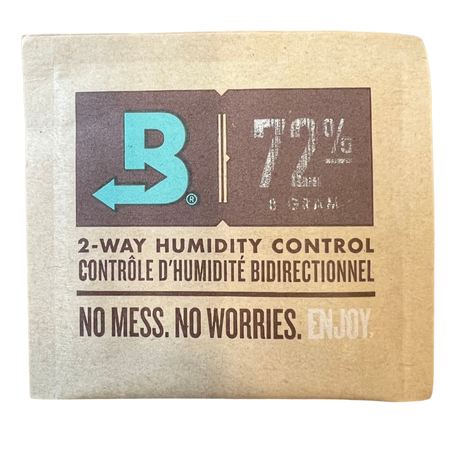 B ®
72%
8 GRAM
2-WAY HUMIDITY CONTROL
CONTRÔLE D'HUMIDITÉ BIDIRECTIONNEL
NO MESS. NO WORRIES. ENJOY.